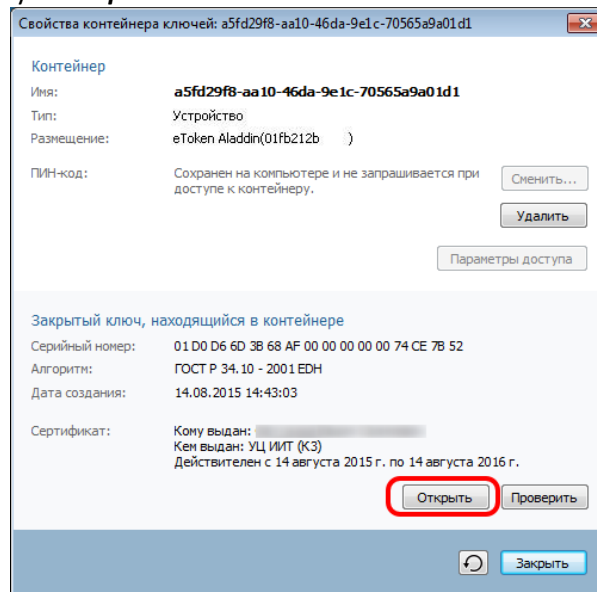 Свойства контейнера ключей: a5fd29f8-aa10-46da-9e1c-70565a9a01d1
Контейнер
Имя: a5fd29f8-aa10-46da-9e1c-70565a9a01d1
Тип: Устройство
Размещение: eToken Aladdin(01fb212b )
ПИН-код: Сохранен на компьютере и не запрашивается при доступе к контейнеру.
Сменить...
Удалить
Параметры доступа
Закрытый ключ, находящийся в контейнере
Серийный номер: 01 D0 D6 6D 3B 68 AF 00 00 00 00 00 74 CE 7B 52
Алгоритм: ГОСТ Р 34.10 - 2001 EDH
Дата создания: 14.08.2015 14:43:03
Сертификат: Кому выдан:
Кем выдан: УЦ ИИТ (К3)
Действителен с 14 августа 2015 г. по 14 августа 2016 г.
Открыть Проверить
Закрыть